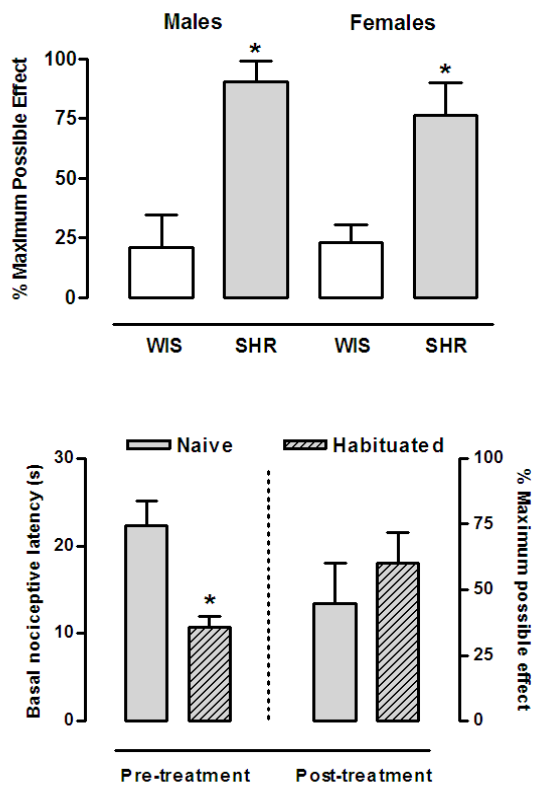 Males Females
% Maximum Possible Effect
100
75
50
25
0
* *
WIS SHR WIS SHR
Naive Habituated
Basal nociceptive latency (s)
30
20
10
0
*
100
75
50
25
0
% Maximum possible effect
Pre-treatment Post-treatment